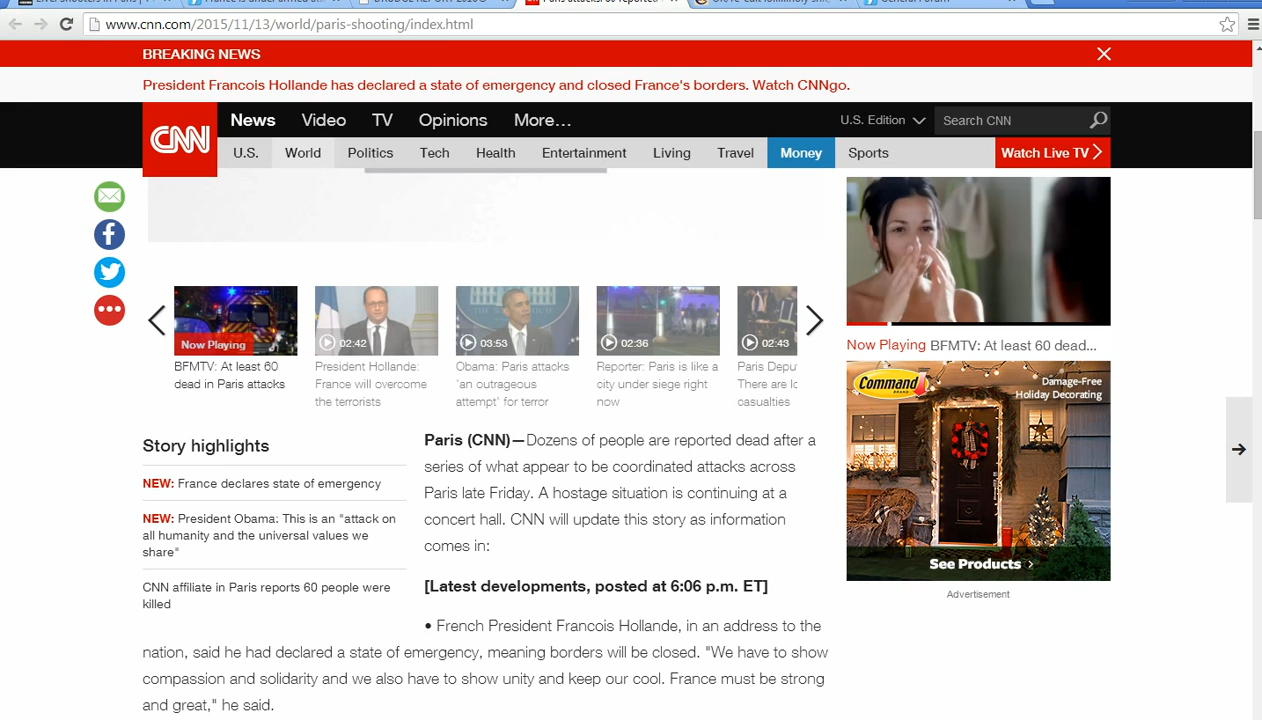 www.cnn.com/2015/11/13/world/paris-shooting/index.html
BREAKING NEWS
President Francois Hollande has declared a state of emergency and closed France's borders. Watch CNNgo.
CNN
News Video TV Opinions More...
U.S. Edition
Search CNN
U.S. World Politics Tech Health Entertainment Living Travel Money Sports
Watch Live TV
Now Playing
BFMTV: At least 60
dead in Paris attacks
02:42
President Hollande:
France will overcome
the terrorists
03:53
Obama: Paris attacks
'an outrageous
attempt' for terror
02:36
Reporter: Paris is like a
city under siege right
now
02:43
Paris Depu
There are lo
casualties
Now Playing BFMTV: At least 60 dead...
Command
Damage-Free
Holiday Decorating
See Products
Advertisement
Story highlights
NEW: France declares state of emergency
NEW: President Obama: This is an "attack on
all humanity and the universal values we
share"
CNN affiliate in Paris reports 60 people were
killed
Paris (CNN)—Dozens of people are reported dead after a
series of what appear to be coordinated attacks across
Paris late Friday. A hostage situation is continuing at a
concert hall. CNN will update this story as information
comes in:
[Latest developments, posted at 6:06 p.m. ET]
• French President Francois Hollande, in an address to the
nation, said he had declared a state of emergency, meaning borders will be closed. "We have to show
compassion and solidarity and we also have to show unity and keep our cool. France must be strong
and great," he said.